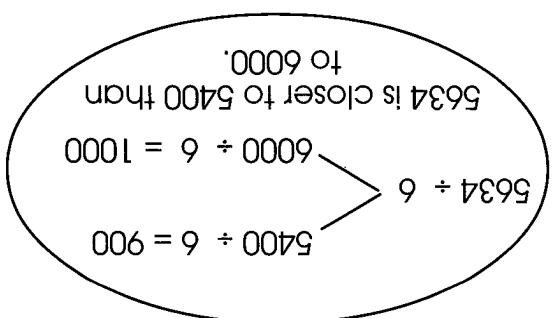 5400 ÷ 6 = 900
5634 ÷ 6
6000 ÷ 6 = 1000
5634 is closer to 5400 than
to 6000.